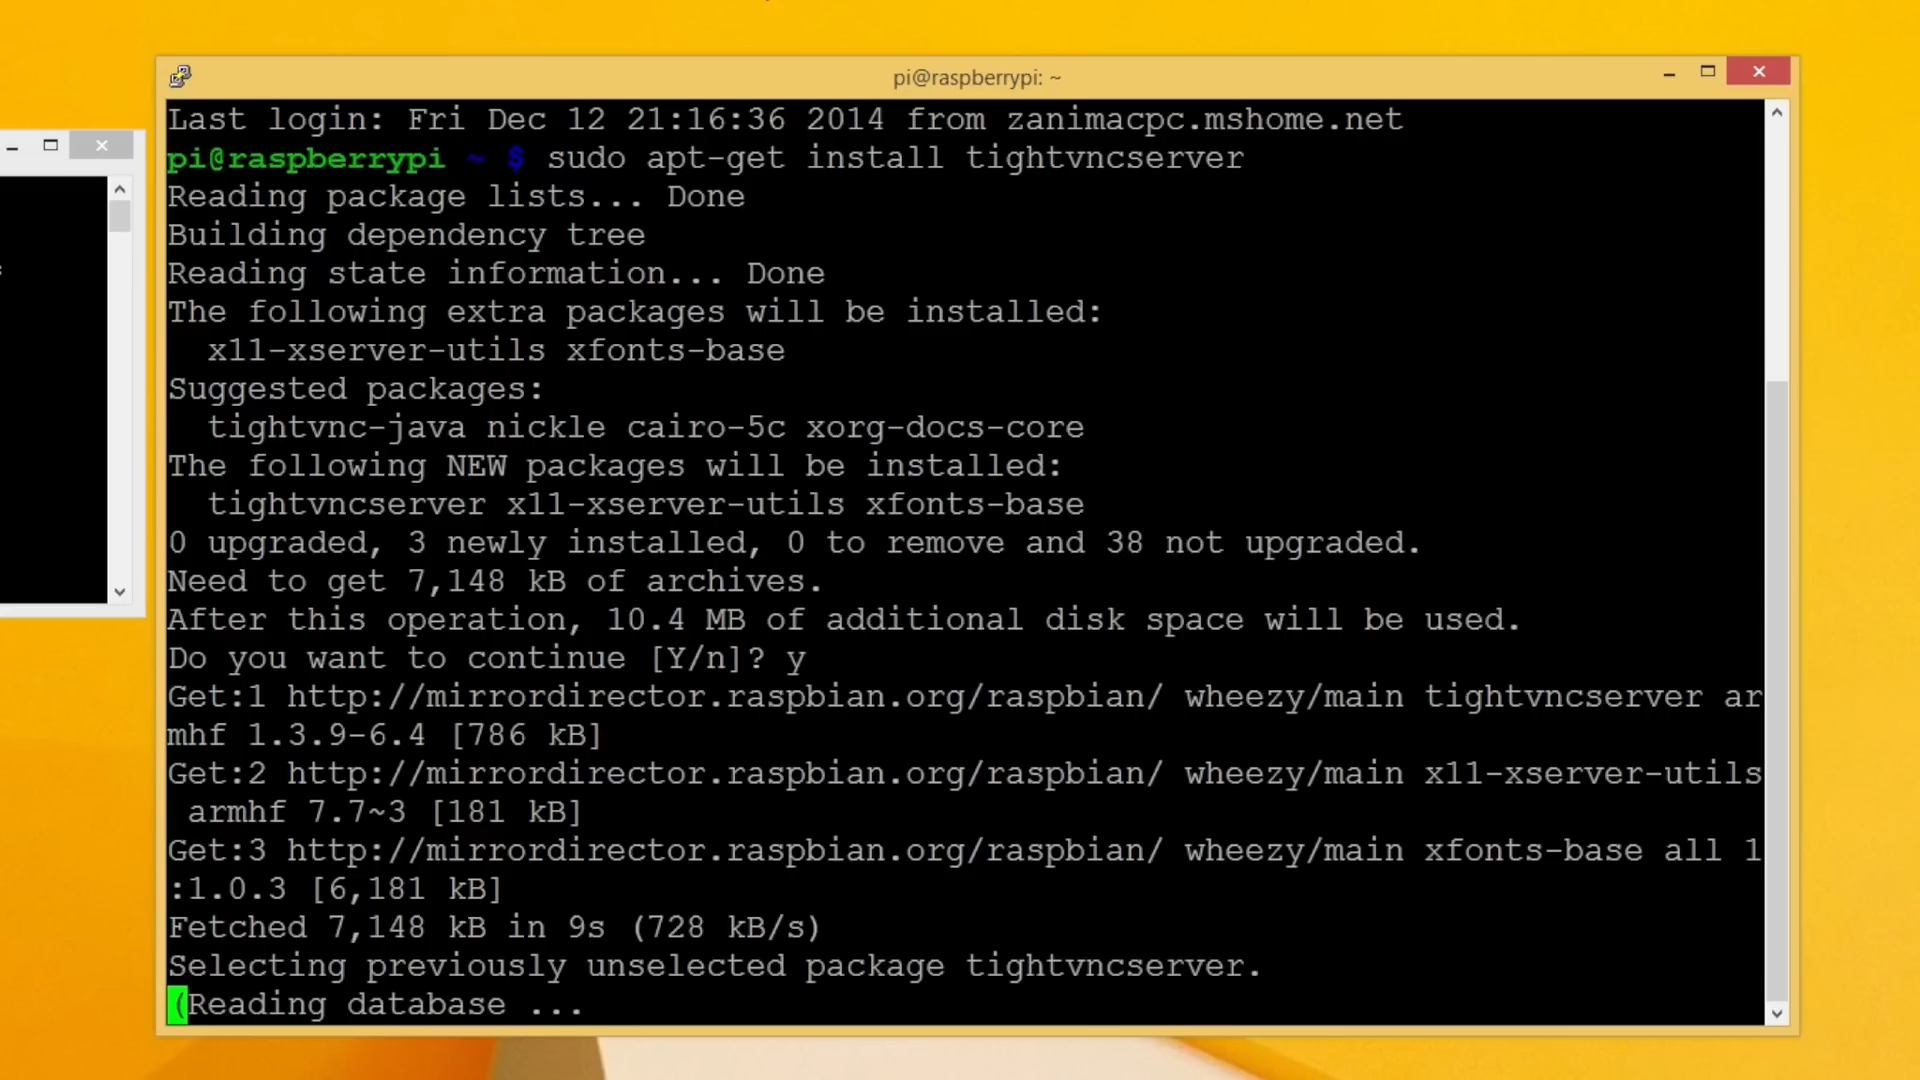 pi@raspberrypi: ~
Last login: Fri Dec 12 21:16:36 2014 from zanimacpc.mshome.net
pi@raspberrypi ~ $ sudo apt-get install tightvncserver
Reading package lists... Done
Building dependency tree
Reading state information... Done
The following extra packages will be installed:
  x11-xserver-utils xfonts-base
Suggested packages:
  tightvnc-java nickle cairo-5c xorg-docs-core
The following NEW packages will be installed:
  tightvncserver x11-xserver-utils xfonts-base
0 upgraded, 3 newly installed, 0 to remove and 38 not upgraded.
Need to get 7,148 kB of archives.
After this operation, 10.4 MB of additional disk space will be used.
Do you want to continue [Y/n]? y
Get:1 http://mirrordirector.raspbian.org/raspbian/ wheezy/main tightvncserver ar
mhf 1.3.9-6.4 [786 kB]
Get:2 http://mirrordirector.raspbian.org/raspbian/ wheezy/main x11-xserver-utils
 armhf 7.7~3 [181 kB]
Get:3 http://mirrordirector.raspbian.org/raspbian/ wheezy/main xfonts-base all 1
:1.0.3 [6,181 kB]
Fetched 7,148 kB in 9s (728 kB/s)
Selecting previously unselected package tightvncserver.
(Reading database ...